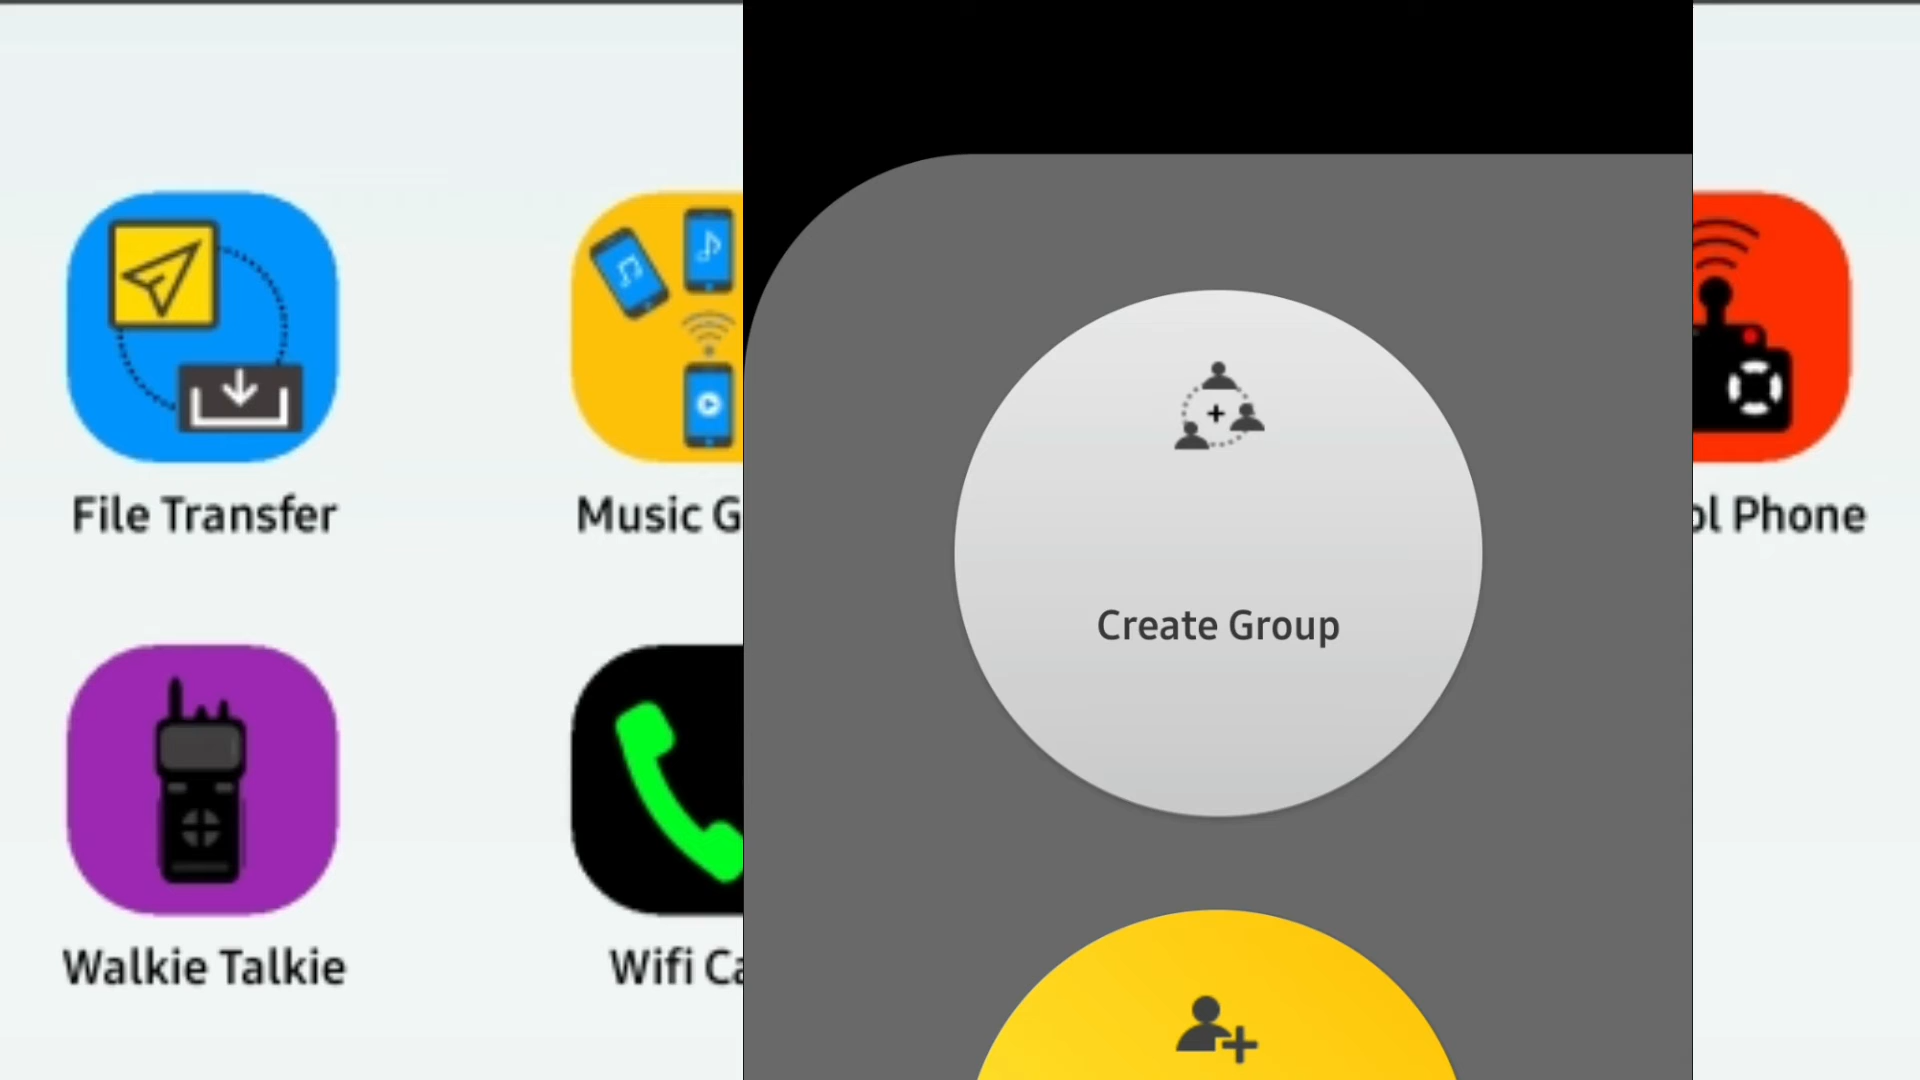 File Transfer
Music G
Create Group
ol Phone
Walkie Talkie
Wifi Ca